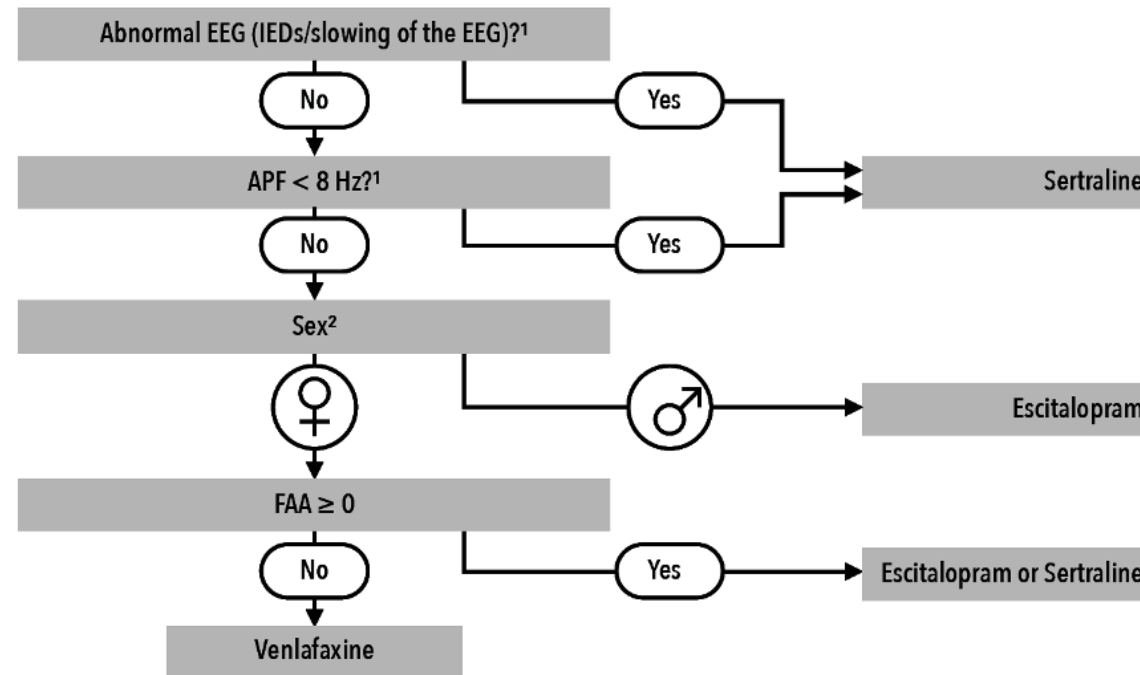 Abnormal EEG (IEDs/slowing of the EEG)?¹
No
Yes
APF < 8 Hz?¹
Sertraline
No
Yes
Sex²
♀
♂
Escitalopram
FAA ≥ 0
No
Yes
Escitalopram or Sertraline
Venlafaxine